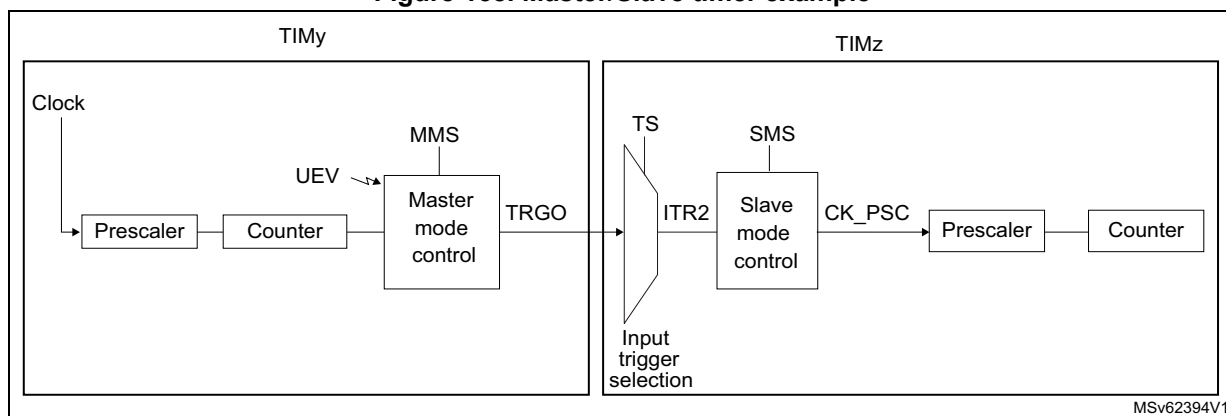 Figure Master/Slave timer example
TIMy
TIMz
Clock
MMS
TS
SMS
UEV
Master
mode
control
TRGO
ITR2
Slave
mode
control
CK_PSC
Prescaler
Counter
Prescaler
Counter
Input
trigger
selection
MSv62394V1